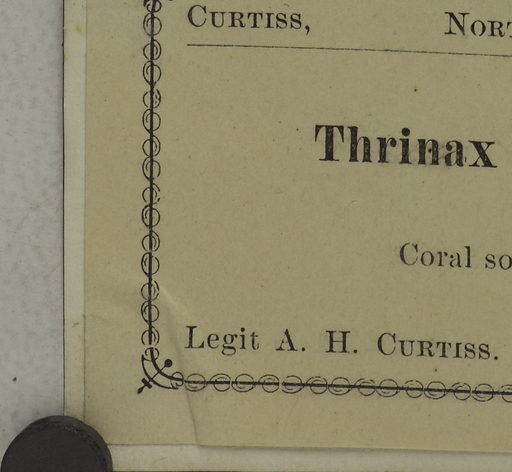 Curtiss, Nort
Thrinax
Coral so
Legit A. H. Curtiss.